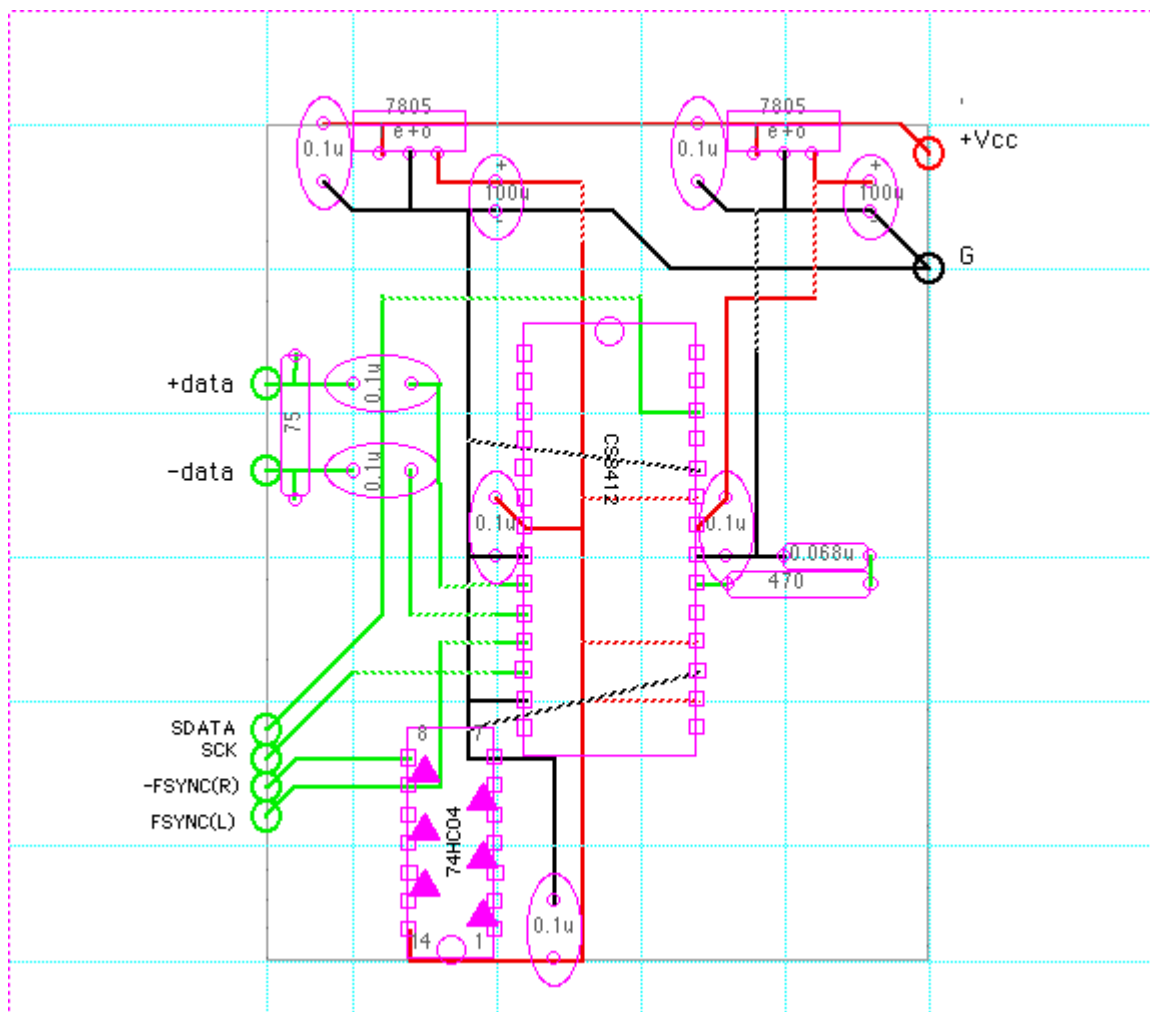 7805
7805
e+o
e+o
+Vcc
0.1u
0.1u
+
+
100u
100u
-
-
G
+data
0.1u
75
-data
0.1u
CS8412
0.1u
0.1u
0.068u
470
SDATA
SCK
-FSYNC(R)
FSYNC(L)
8
7
74HC04
14
1
0.1u